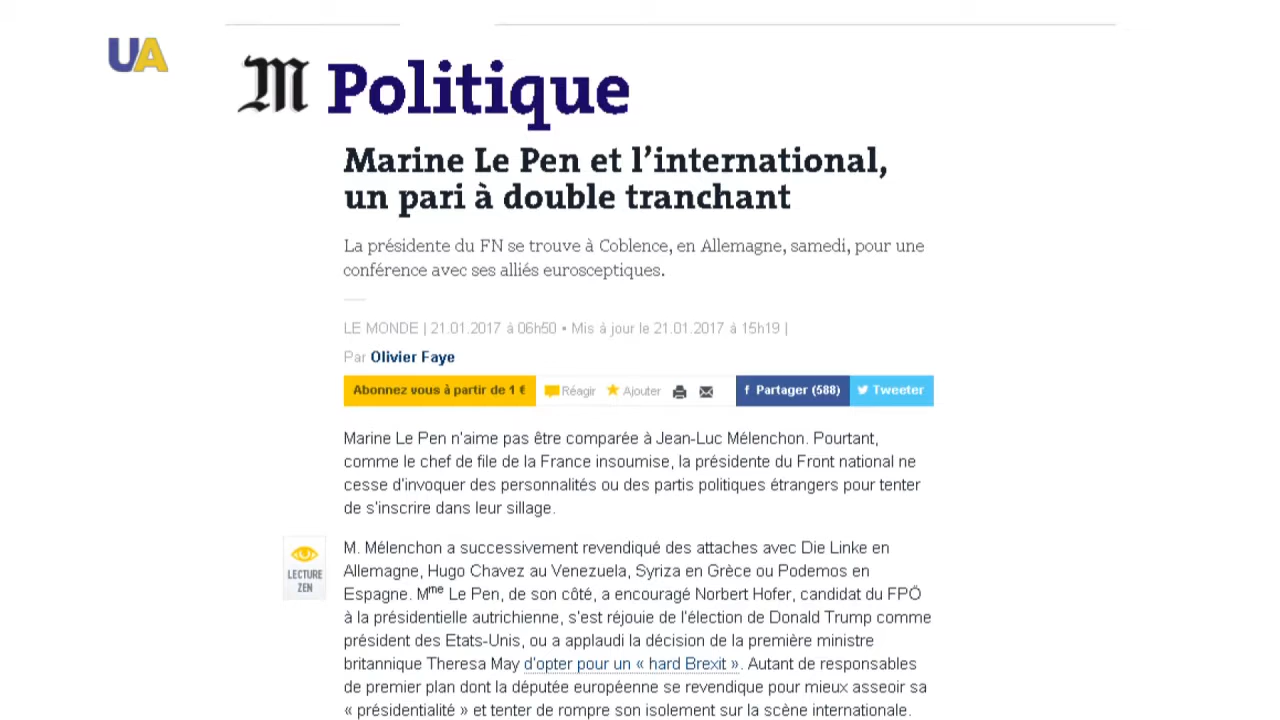 UA
M Politique
Marine Le Pen et l’international,
un pari à double tranchant
La présidente du FN se trouve à Coblence, en Allemagne, samedi, pour une
conférence avec ses alliés eurosceptiques.
LE MONDE | 21.01.2017 à 06h50 • Mis à jour le 21.01.2017 à 15h19 |
Par Olivier Faye
Abonnez vous à partir de 1 € Réagir Ajouter f Partager (588) Tweeter
Marine Le Pen n'aime pas être comparée à Jean-Luc Mélenchon. Pourtant,
comme le chef de file de la France insoumise, la présidente du Front national ne
cesse d'invoquer des personnalités ou des partis politiques étrangers pour tenter
de s'inscrire dans leur sillage.
M. Mélenchon a successivement revendiqué des attaches avec Die Linke en
Allemagne, Hugo Chavez au Venezuela, Syriza en Grèce ou Podemos en
Espagne. Mme Le Pen, de son côté, a encouragé Norbert Hofer, candidat du FPÖ
à la présidentielle autrichienne, s'est réjouie de l'élection de Donald Trump comme
président des Etats-Unis, ou a applaudi la décision de la première ministre
britannique Theresa May d'opter pour un « hard Brexit ». Autant de responsables
de premier plan dont la députée européenne se revendique pour mieux asseoir sa
« présidentialité » et tenter de rompre son isolement sur la scène internationale.
LECTURE
ZEN